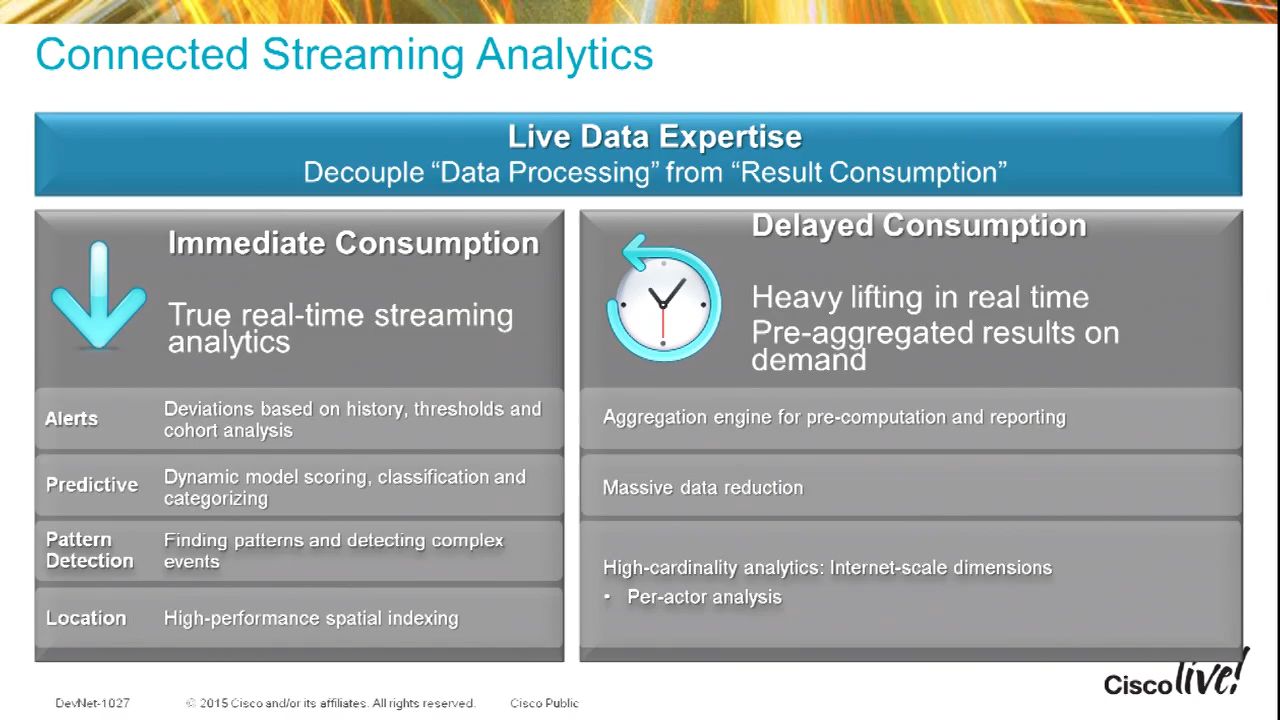 Connected Streaming Analytics
Live Data Expertise
Decouple “Data Processing” from “Result Consumption”
Immediate Consumption
True real-time streaming
analytics
Alerts
Deviations based on history, thresholds and
cohort analysis
Predictive
Dynamic model scoring, classification and
categorizing
Pattern
Detection
Finding patterns and detecting complex
events
Location
High-performance spatial indexing
Delayed Consumption
Heavy lifting in real time
Pre-aggregated results on
demand
Aggregation engine for pre-computation and reporting
Massive data reduction
High-cardinality analytics: Internet-scale dimensions
• Per-actor analysis
DevNet-1027
© 2015 Cisco and/or its affiliates. All rights reserved.
Cisco Public
Cisco live!